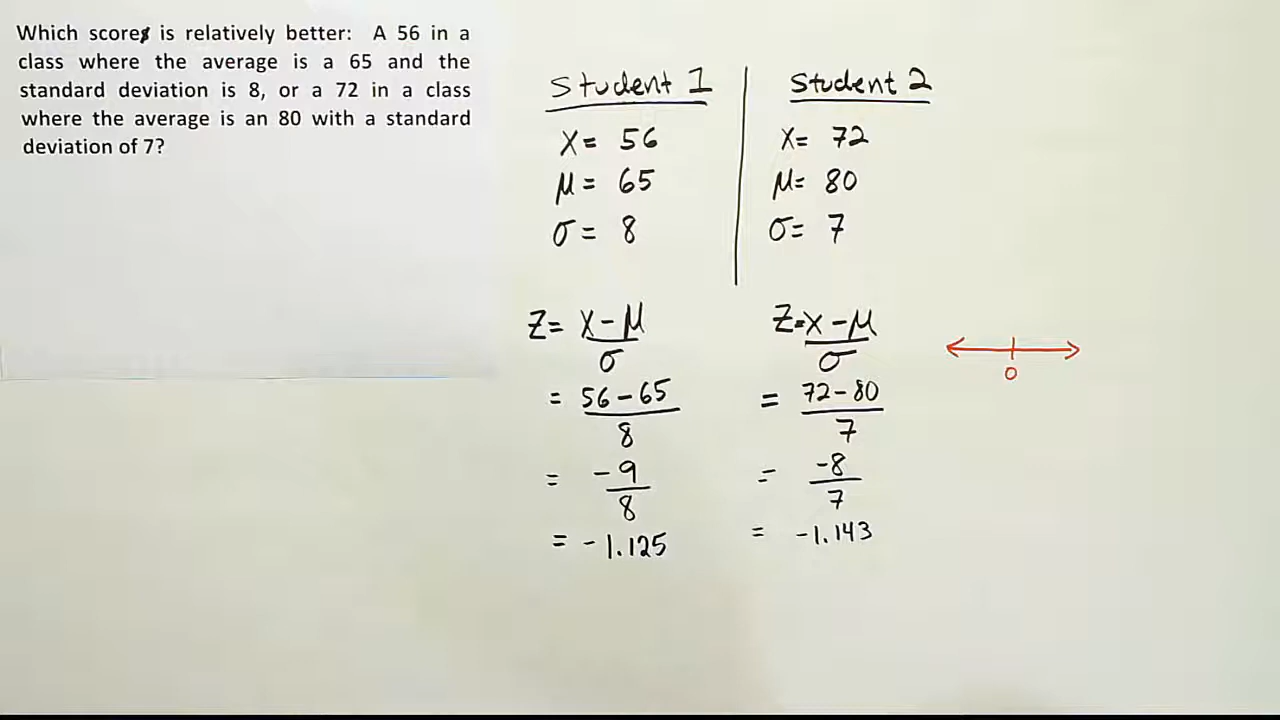 Which scores is relatively better: A 56 in a
class where the average is a 65 and the
standard deviation is 8, or a 72 in a class
where the average is an 80 with a standard
deviation of 7?
Student 1
X = 56
μ = 65
σ = 8
Z = X - μ
σ
= 56 - 65
8
= -9
8
= -1.125
Student 2
X = 72
μ = 80
σ = 7
Z = X - μ
σ
= 72 - 80
7
= -8
7
= -1.143
0